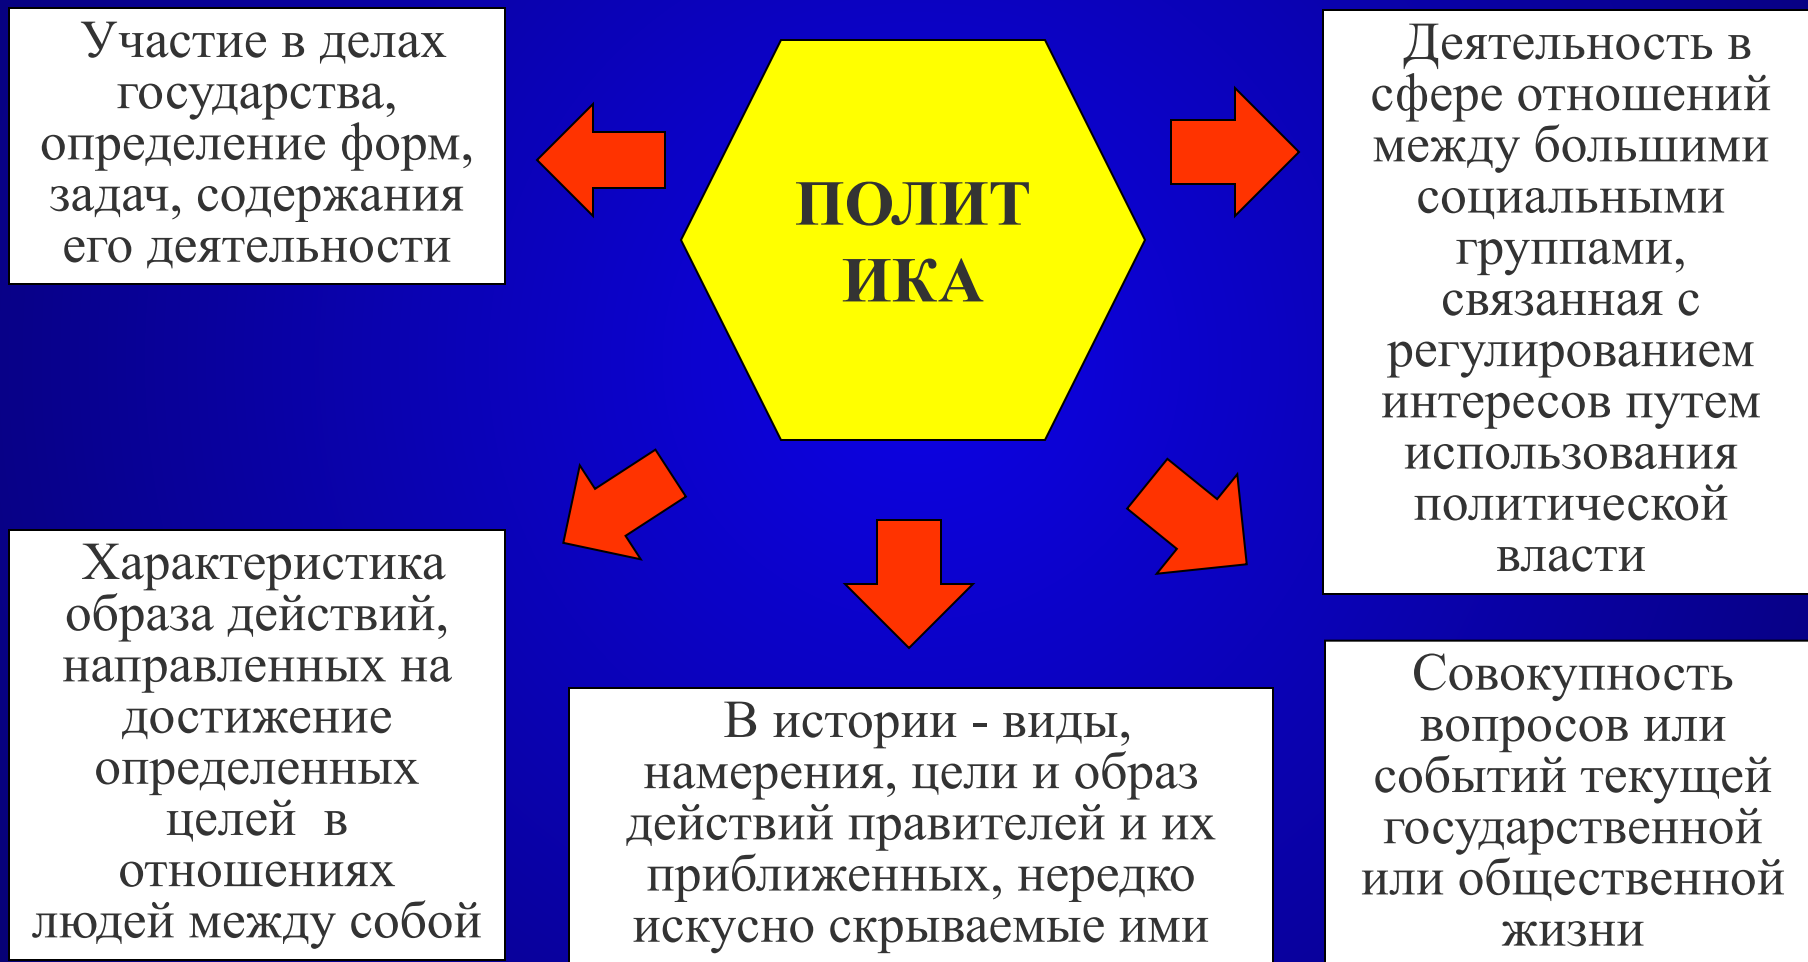 Участие в делах
государства,
определение форм,
задач, содержания
его деятельности
ПОЛИТ
ИКА
Деятельность в
сфере отношений
между большими
социальными
группами,
связанная с
регулированием
интересов путем
использования
политической
власти
Характеристика
образа действий,
направленных на
достижение
определенных
целей в
отношениях
людей между собой
В истории - виды,
намерения, цели и образ
действий правителей и их
приближенных, нередко
искусно скрываемые ими
Совокупность
вопросов или
событий текущей
государственной
или общественной
жизни